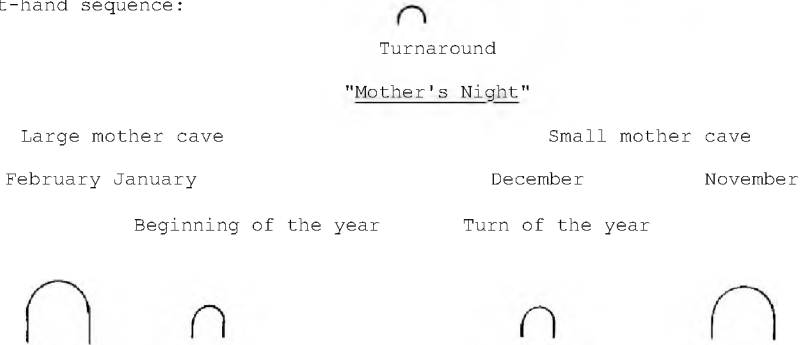 sequence:
Turnaround
"Mother's Night"
Large mother cave Small mother cave
February January December November
Beginning of the year Turn of the year